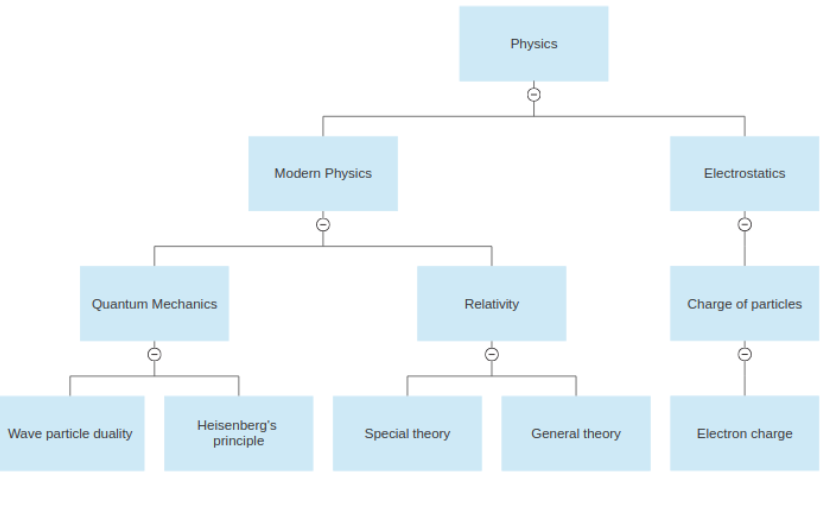 Physics
Modern Physics
Electrostatics
Quantum Mechanics
Relativity
Charge of particles
Wave particle duality
Heisenberg's
principle
Special theory
General theory
Electron charge